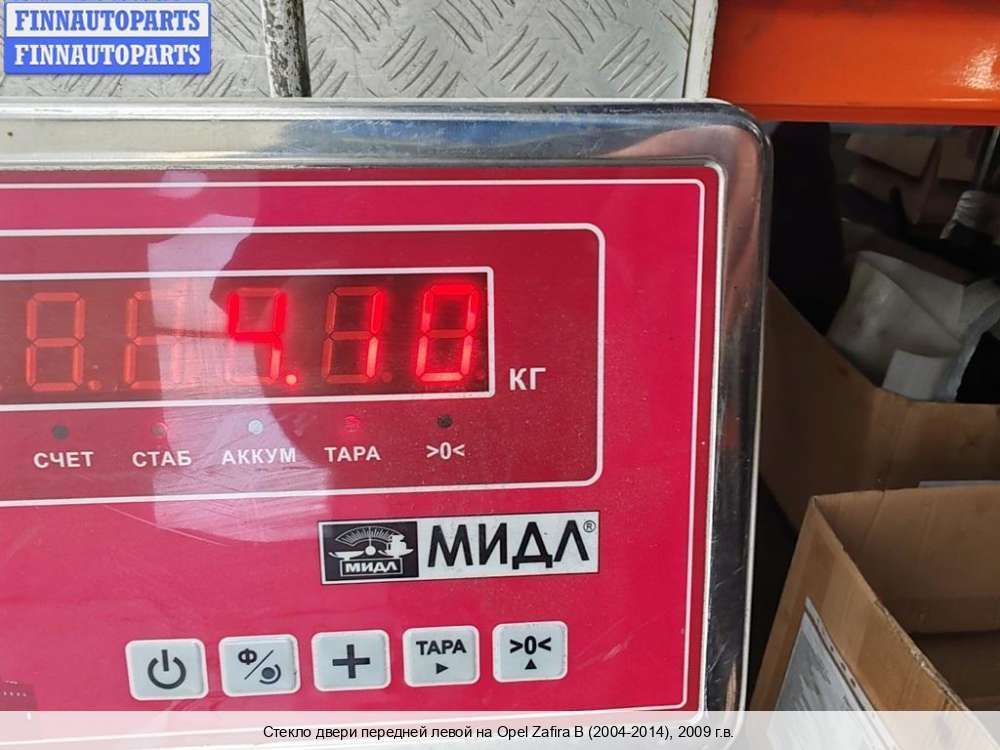 FINNAUTOPARTS
FINNAUTOPARTS
4.10
КГ
СЧЕТ СТАБ АККУМ ТАРА >0<
МИДЛ МИДЛ®
Ф ТАРА >0<
Стекло двери передней левой на Opel Zafira B (2004-2014), 2009 г.в.